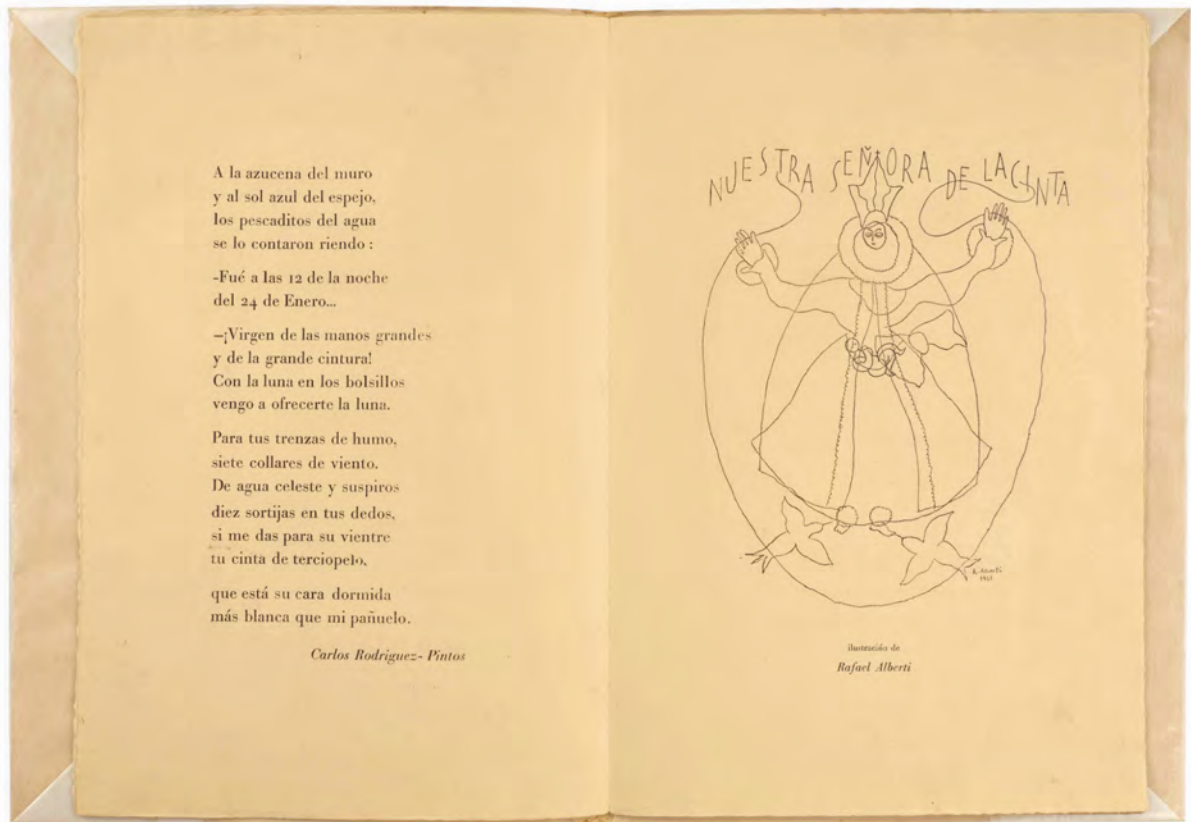 A la azucena del muro
y al sol azul del espejo,
los pescaditos del agua
se lo contaron riendo :
-Fué a las 12 de la noche
del 24 de Enero...
—¡Virgen de las manos grandes
y de la grande cintura!
Con la luna en los bolsillos
vengo a ofrecerte la luna.
Para tus trenzas de humo,
siete collares de viento.
De agua celeste y suspiros
diez sortijas en tus dedos,
si me das para su vientre
tu cinta de terciopelo,
que está su cara dormida
más blanca que mi pañuelo.
Carlos Rodriguez- Pintos
NUESTRA SEÑORA DE LA CINTA
R. Alberti
ilustración de
Rafael Alberti